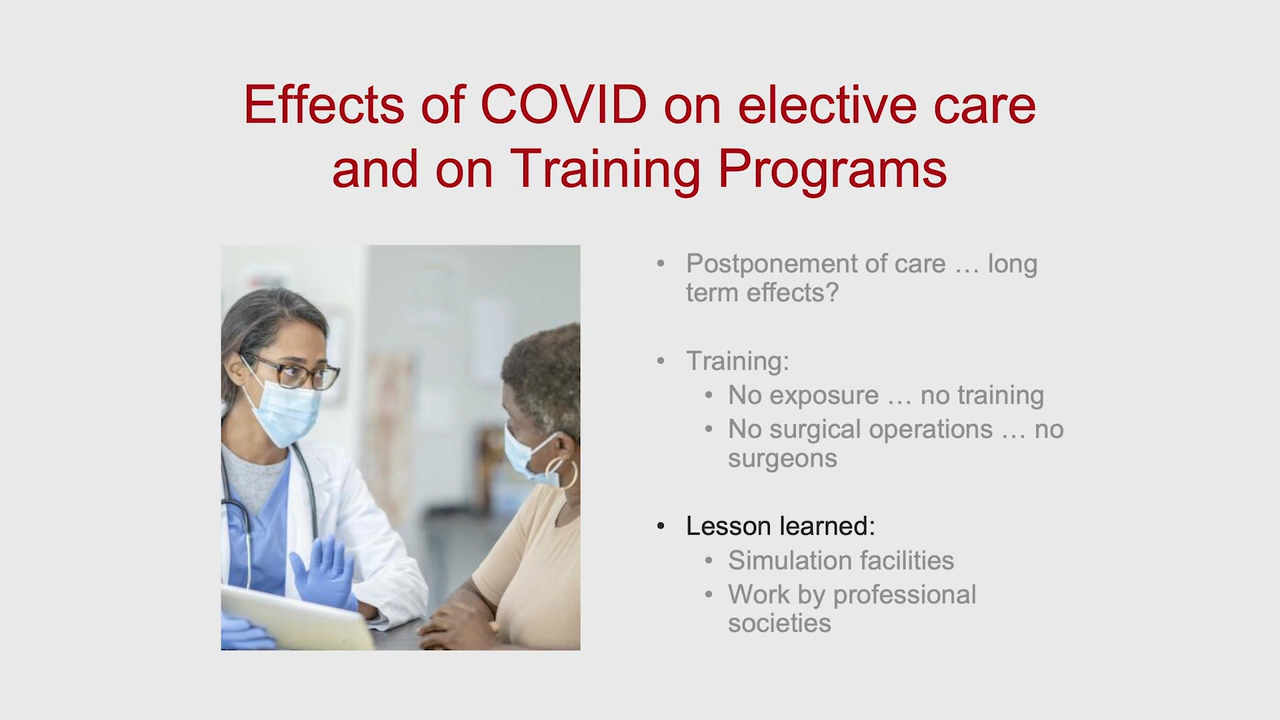 Effects of COVID on elective care
and on Training Programs
• Postponement of care … long
term effects?
• Training:
• No exposure … no training
• No surgical operations … no
surgeons
• Lesson learned:
• Simulation facilities
• Work by professional
societies